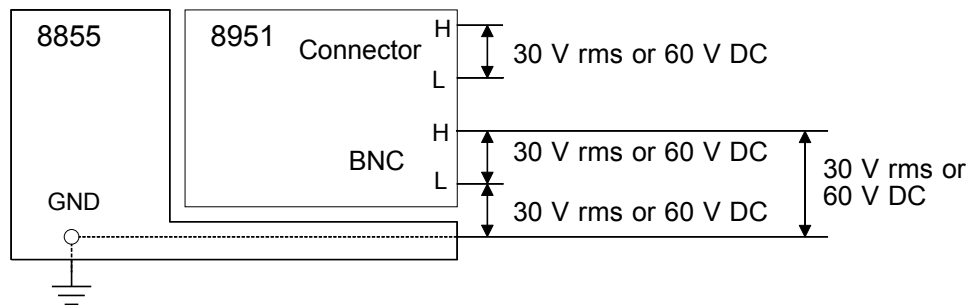 8855
8951
Connector
H
L
30 V rms or 60 V DC
H
BNC
L
30 V rms or 60 V DC
30 V rms or 60 V DC
30 V rms or
60 V DC
GND